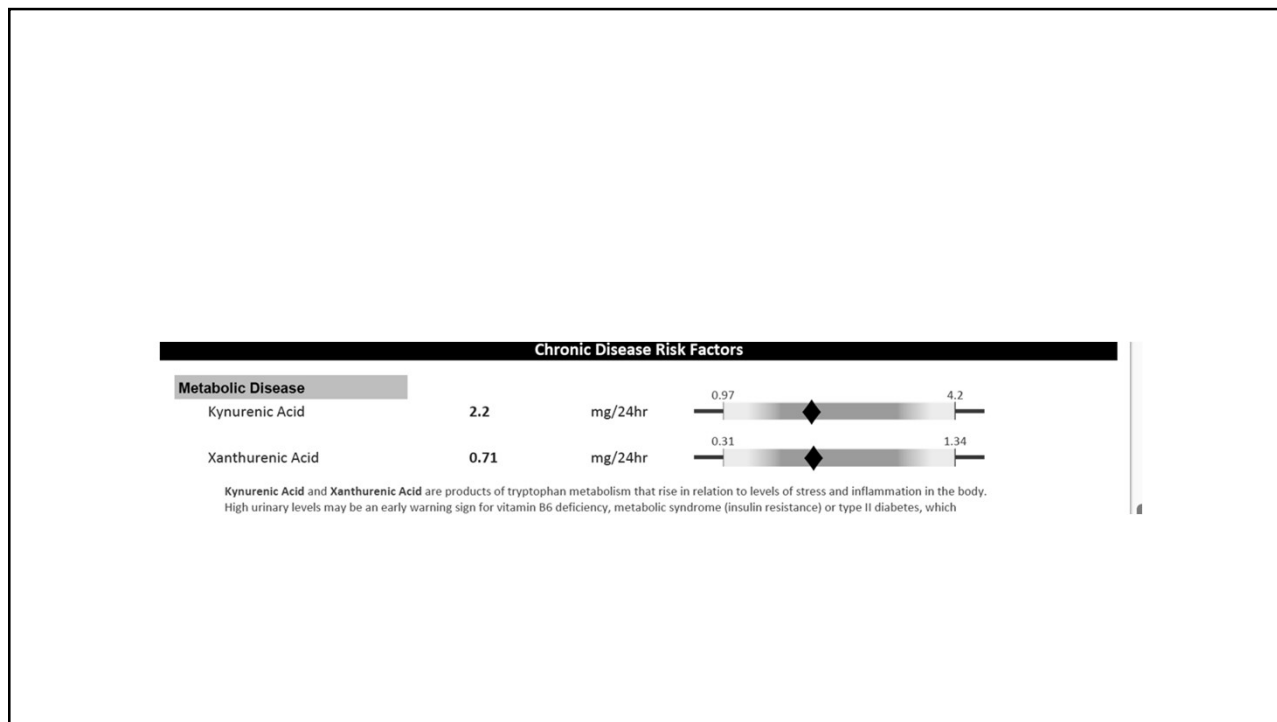 Chronic Disease Risk Factors
Metabolic Disease
Kynurenic Acid 2.2 mg/24hr 0.97 4.2
Xanthurenic Acid 0.71 mg/24hr 0.31 1.34
Kynurenic Acid and Xanthurenic Acid are products of tryptophan metabolism that rise in relation to levels of stress and inflammation in the body.
High urinary levels may be an early warning sign for vitamin B6 deficiency, metabolic syndrome (insulin resistance) or type II diabetes, which